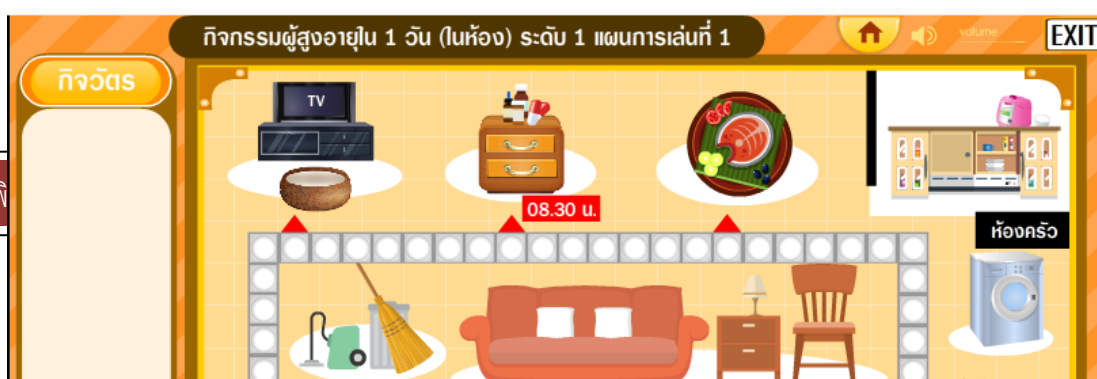 กิจกรรมผู้สูงอายุใน 1 วัน (ในห้อง) ระดับ 1 แผนการเล่นที่ 1
volume
EXIT
กิจวัตร
TV
08.30 น.
ห้องครัว